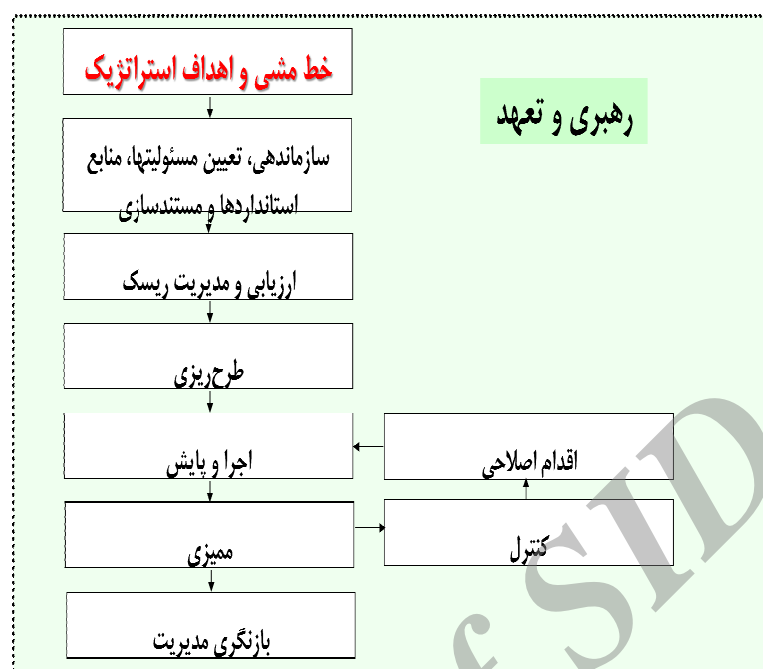 خط مشی و اهداف استراتژیک
رهبری و تعهد
سازماندهی، تعیین مسئولیتها، منابع
استانداردها و مستندسازی
ارزیابی و مدیریت ریسک
طرح‌ریزی
اجرا و پایش
اقدام اصلاحی
ممیزی
کنترل
بازنگری مدیریت
f SID